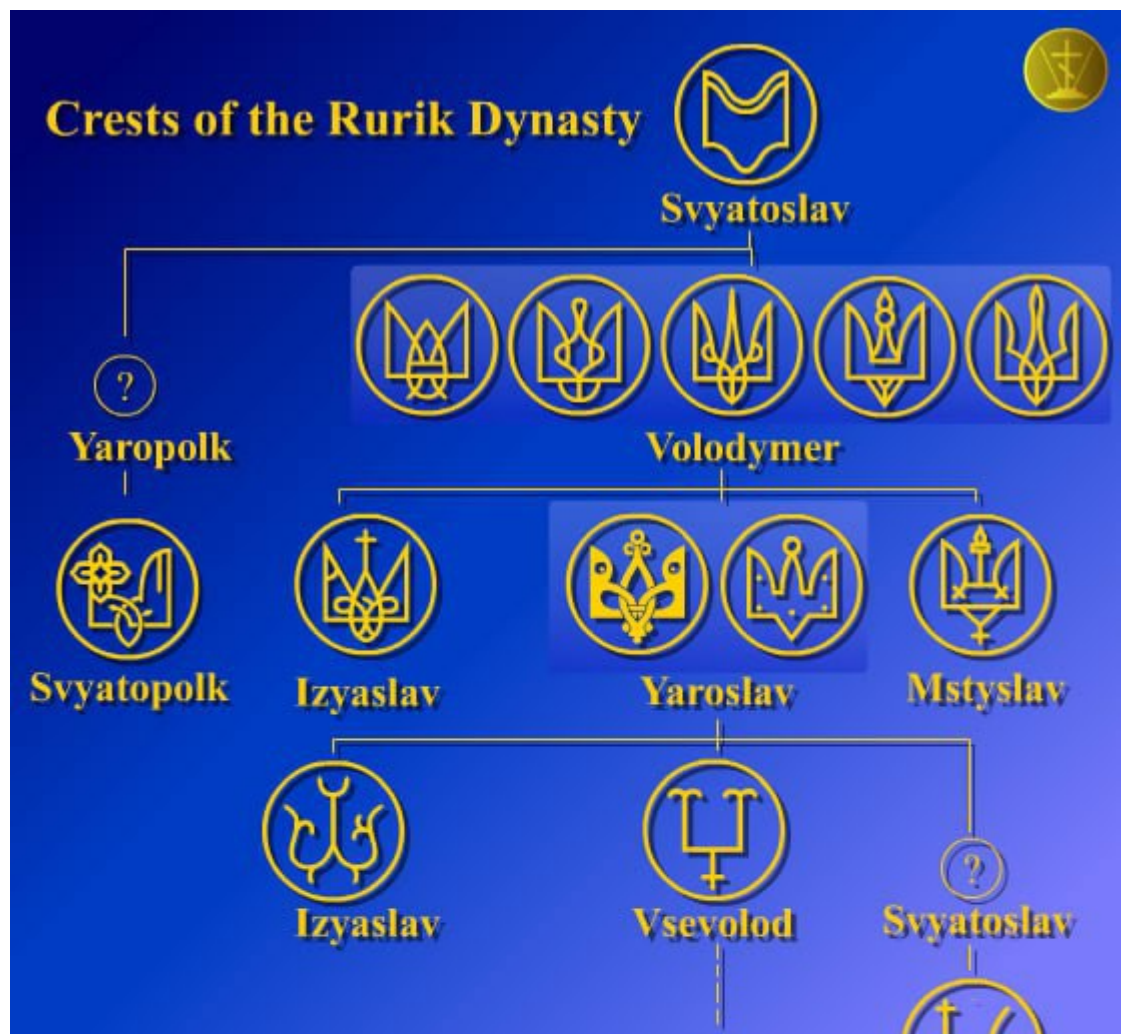 Crests of the Rurik Dynasty
Svyatoslav
?
Yaropolk
Volodymer
Svyatopolk
Izyaslav
Yaroslav
Mstyslav
Izyaslav
Vsevolod
?
Svyatoslav